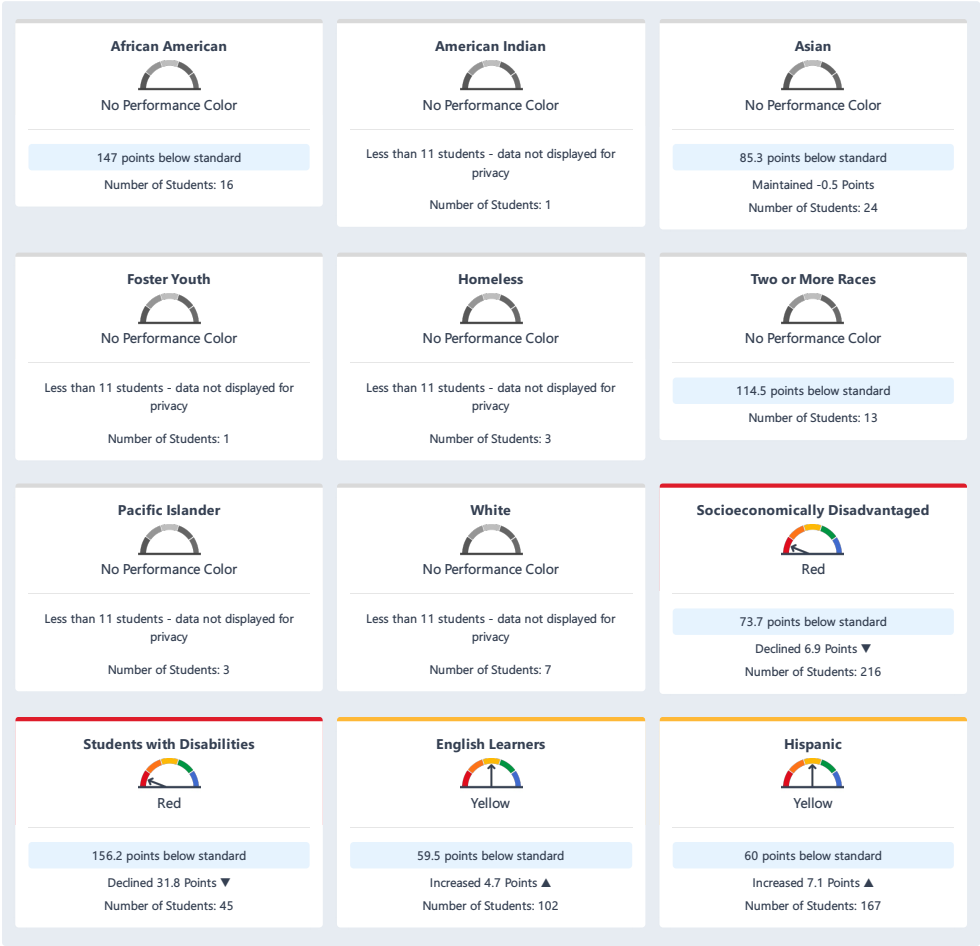 African American
No Performance Color
147 points below standard
Number of Students: 16
American Indian
No Performance Color
Less than 11 students - data not displayed for
privacy
Number of Students: 1
Asian
No Performance Color
85.3 points below standard
Maintained -0.5 Points
Number of Students: 24
Foster Youth
No Performance Color
Less than 11 students - data not displayed for
privacy
Number of Students: 1
Homeless
No Performance Color
Less than 11 students - data not displayed for
privacy
Number of Students: 3
Two or More Races
No Performance Color
114.5 points below standard
Number of Students: 13
Pacific Islander
No Performance Color
Less than 11 students - data not displayed for
privacy
Number of Students: 3
White
No Performance Color
Less than 11 students - data not displayed for
privacy
Number of Students: 7
Socioeconomically Disadvantaged
Red
73.7 points below standard
Declined 6.9 Points ▼
Number of Students: 216
Students with Disabilities
Red
156.2 points below standard
Declined 31.8 Points ▼
Number of Students: 45
English Learners
Yellow
59.5 points below standard
Increased 4.7 Points ▲
Number of Students: 102
Hispanic
Yellow
60 points below standard
Increased 7.1 Points ▲
Number of Students: 167